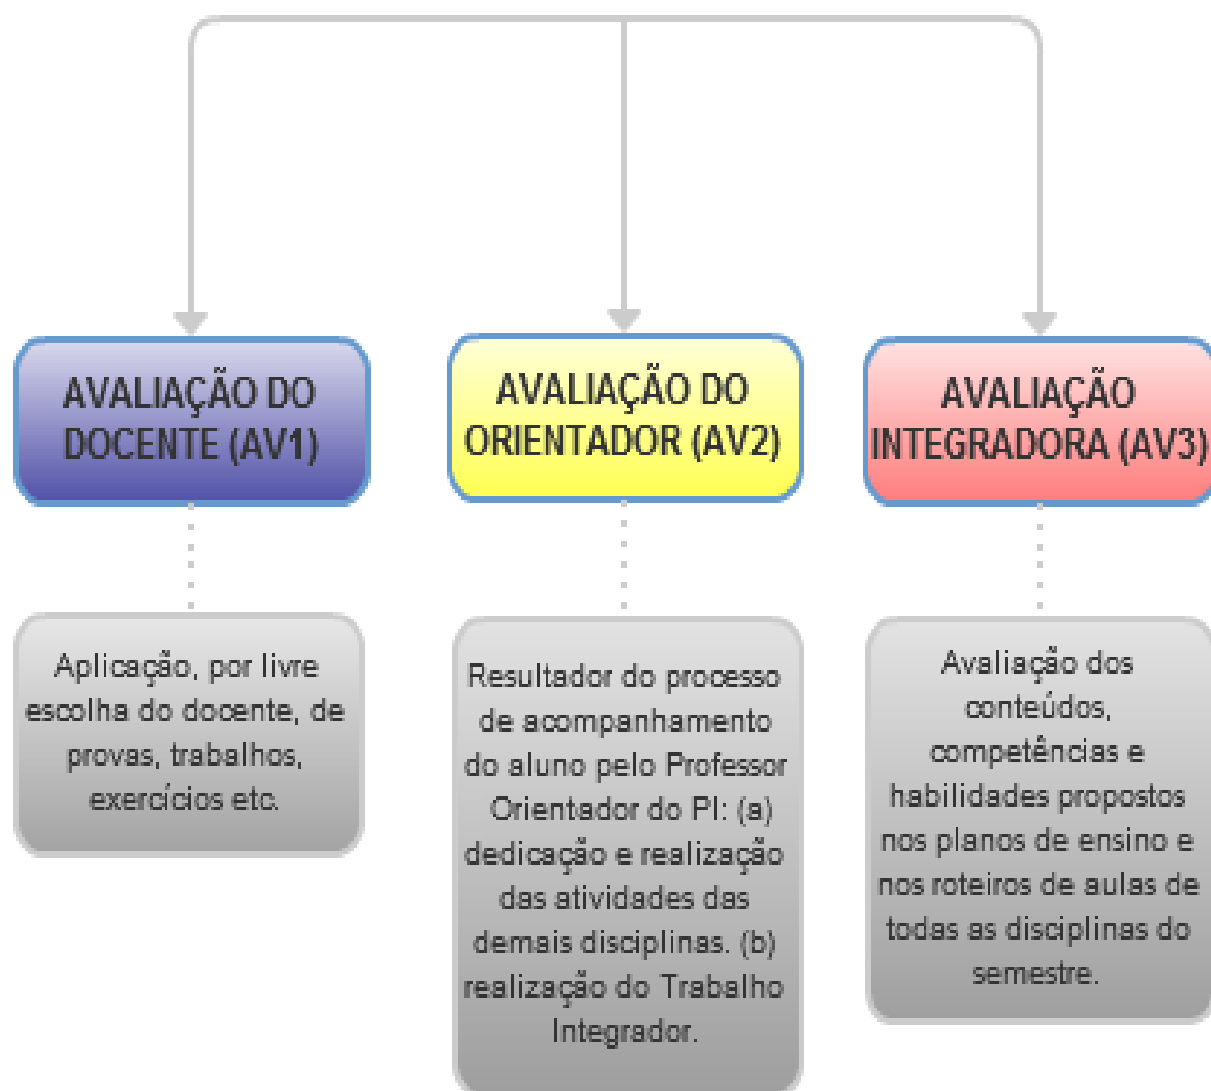 AVALIAÇÃO DO
DOCENTE (AV1)
AVALIAÇÃO DO
ORIENTADOR (AV2)
AVALIAÇÃO
INTEGRADORA (AV3)
Aplicação, por livre
escolha do docente, de
provas, trabalhos,
exercícios etc.
Resultador do processo
de acompanhamento
do aluno pelo Professor
Orientador do PI: (a)
dedicação e realização
das atividades das
demais disciplinas. (b)
realização do Trabalho
Integrador.
Avaliação dos
conteúdos,
competências e
habilidades propostos
nos planos de ensino e
nos roteiros de aulas de
todas as disciplinas do
semestre.